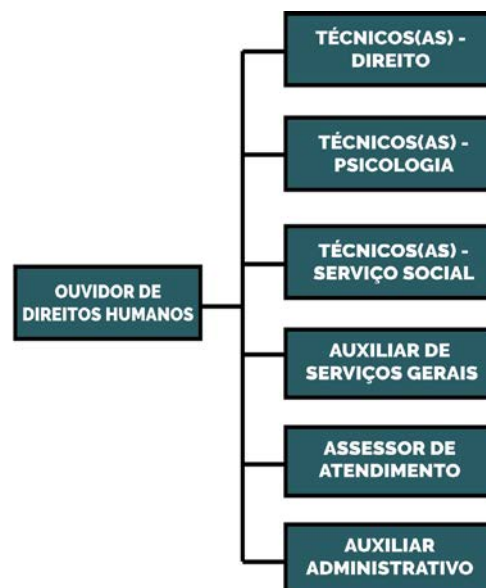 TÉCNICOS(AS) -
DIREITO
TÉCNICOS(AS) -
PSICOLOGIA
TÉCNICOS(AS) -
SERVIÇO SOCIAL
OUVIDOR DE
DIREITOS HUMANOS
AUXILIAR DE
SERVIÇOS GERAIS
ASSESSOR DE
ATENDIMENTO
AUXILIAR
ADMINISTRATIVO